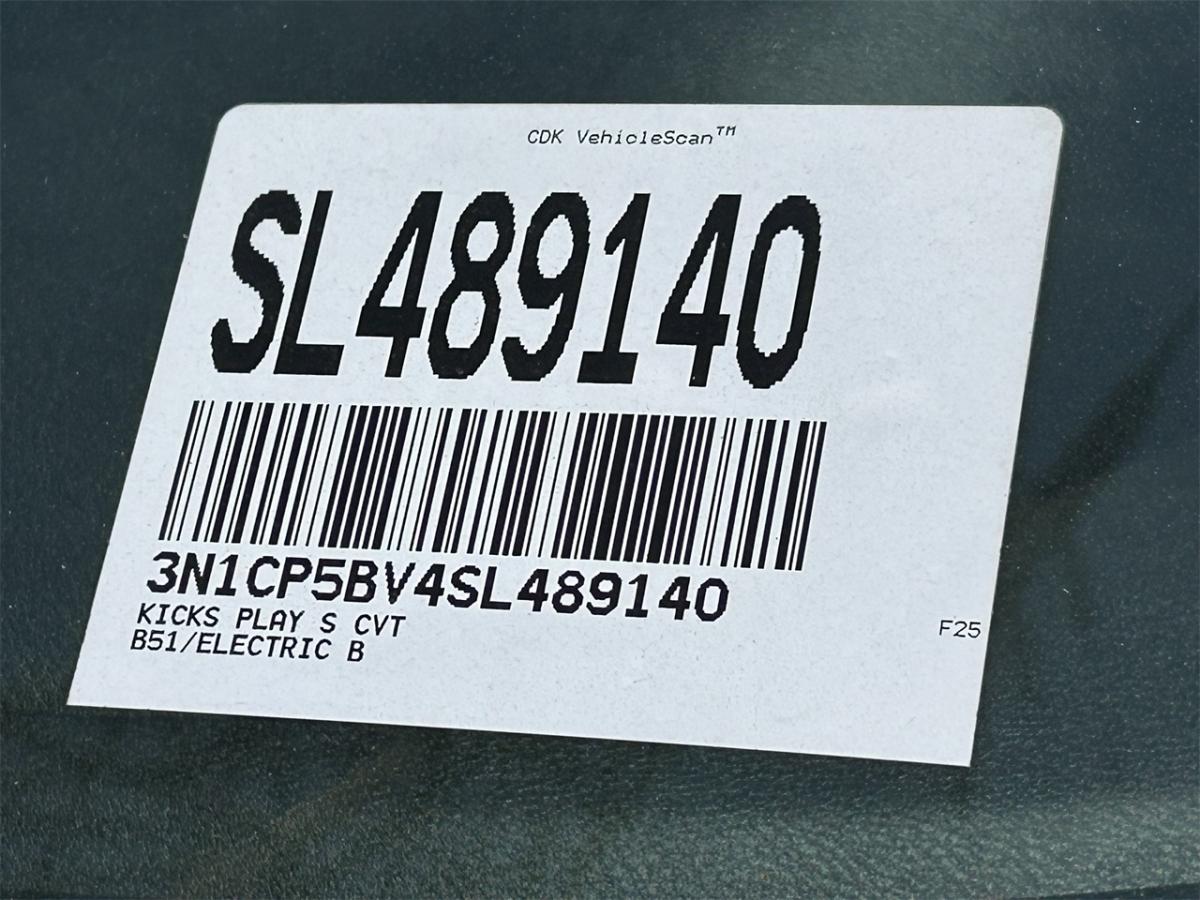 CDK VehicleScan™
SL489140
3N1CP5BV4SL489140
KICKS PLAY S CVT
B51/ELECTRIC B
F25